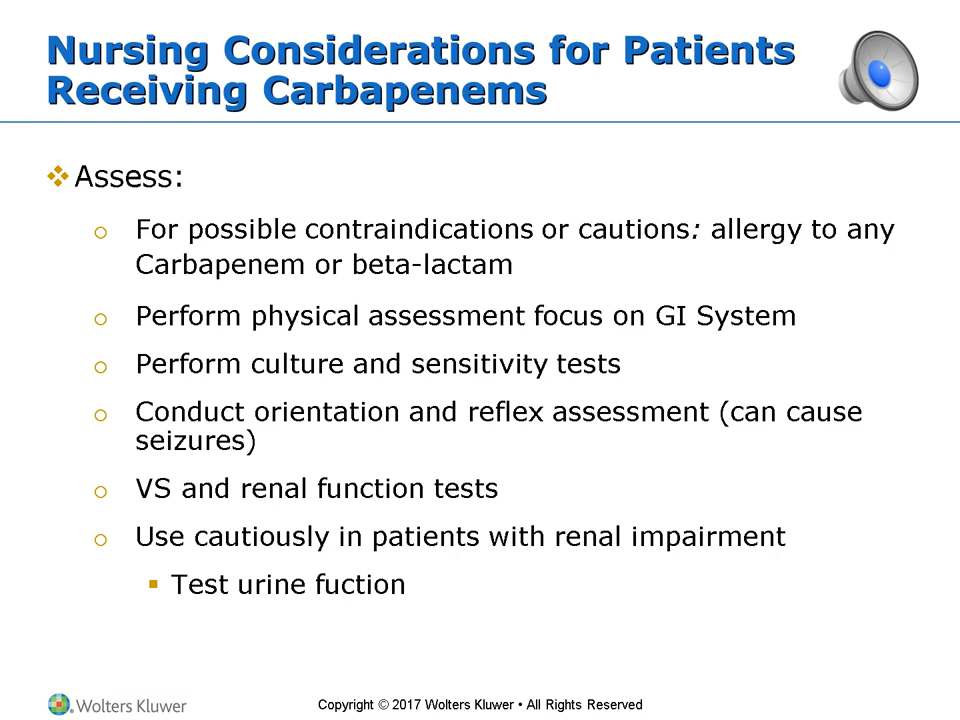 Nursing Considerations for Patients
Receiving Carbapenems
Assess:
For possible contraindications or cautions: allergy to any
Carbapenem or beta-lactam
Perform physical assessment focus on GI System
Perform culture and sensitivity tests
Conduct orientation and reflex assessment (can cause
seizures)
VS and renal function tests
Use cautiously in patients with renal impairment
Test urine fuction
Wolters Kluwer
Copyright © 2017 Wolters Kluwer • All Rights Reserved